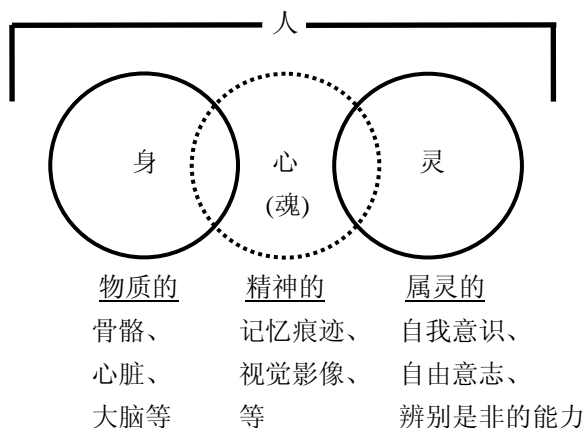 人
身 心 灵
(魂)
物质的 精神的 属灵的
骨骼、 记忆痕迹、 自我意识、
心脏、 视觉影像、 自由意志、
大脑等 等 辨别是非的能力